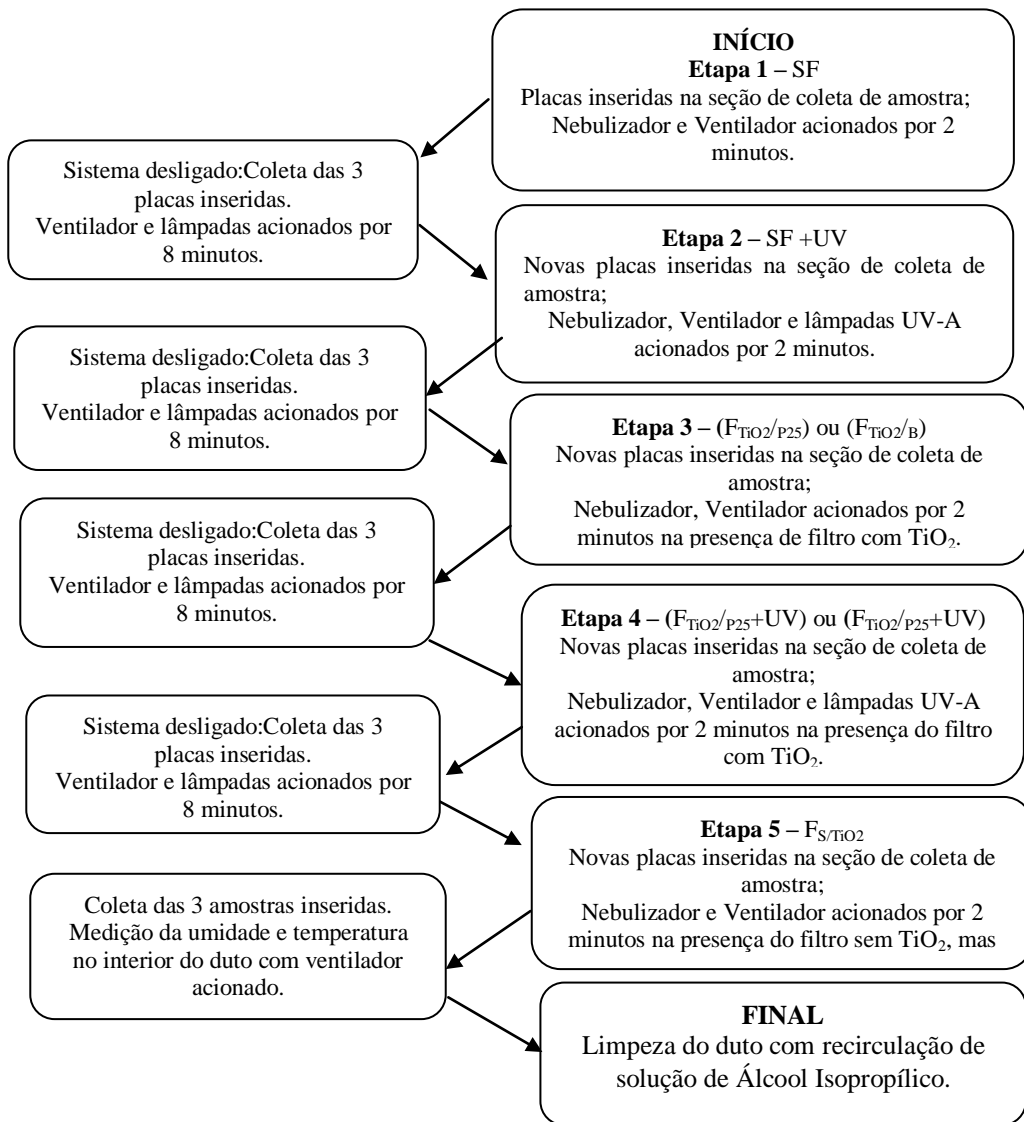 INÍCIO
Etapa 1 – SF
Placas inseridas na seção de coleta de amostra;
Nebulizador e Ventilador acionados por 2
minutos.
Sistema desligado:Coleta das 3
placas inseridas.
Ventilador e lâmpadas acionados por
8 minutos.
Etapa 2 – SF +UV
Novas placas inseridas na seção de coleta de
amostra;
Nebulizador, Ventilador e lâmpadas UV-A
acionados por 2 minutos.
Sistema desligado:Coleta das 3
placas inseridas.
Ventilador e lâmpadas acionados por
8 minutos.
Etapa 3 – (FTiO2/P25) ou (FTiO2/B)
Novas placas inseridas na seção de coleta de
amostra;
Nebulizador, Ventilador acionados por 2
minutos na presença de filtro com TiO2.
Sistema desligado:Coleta das 3
placas inseridas.
Ventilador e lâmpadas acionados por
8 minutos.
Etapa 4 – (FTiO2/P25+UV) ou (FTiO2/P25+UV)
Novas placas inseridas na seção de coleta de
amostra;
Nebulizador, Ventilador e lâmpadas UV-A
acionados por 2 minutos na presença do filtro
com TiO2.
Sistema desligado:Coleta das 3
placas inseridas.
Ventilador e lâmpadas acionados por
8 minutos.
Etapa 5 – FS/TiO2
Novas placas inseridas na seção de coleta de
amostra;
Nebulizador e Ventilador acionados por 2
minutos na presença do filtro sem TiO2, mas
Coleta das 3 amostras inseridas.
Medição da umidade e temperatura
no interior do duto com ventilador
acionado.
FINAL
Limpeza do duto com recirculação de
solução de Álcool Isopropílico.